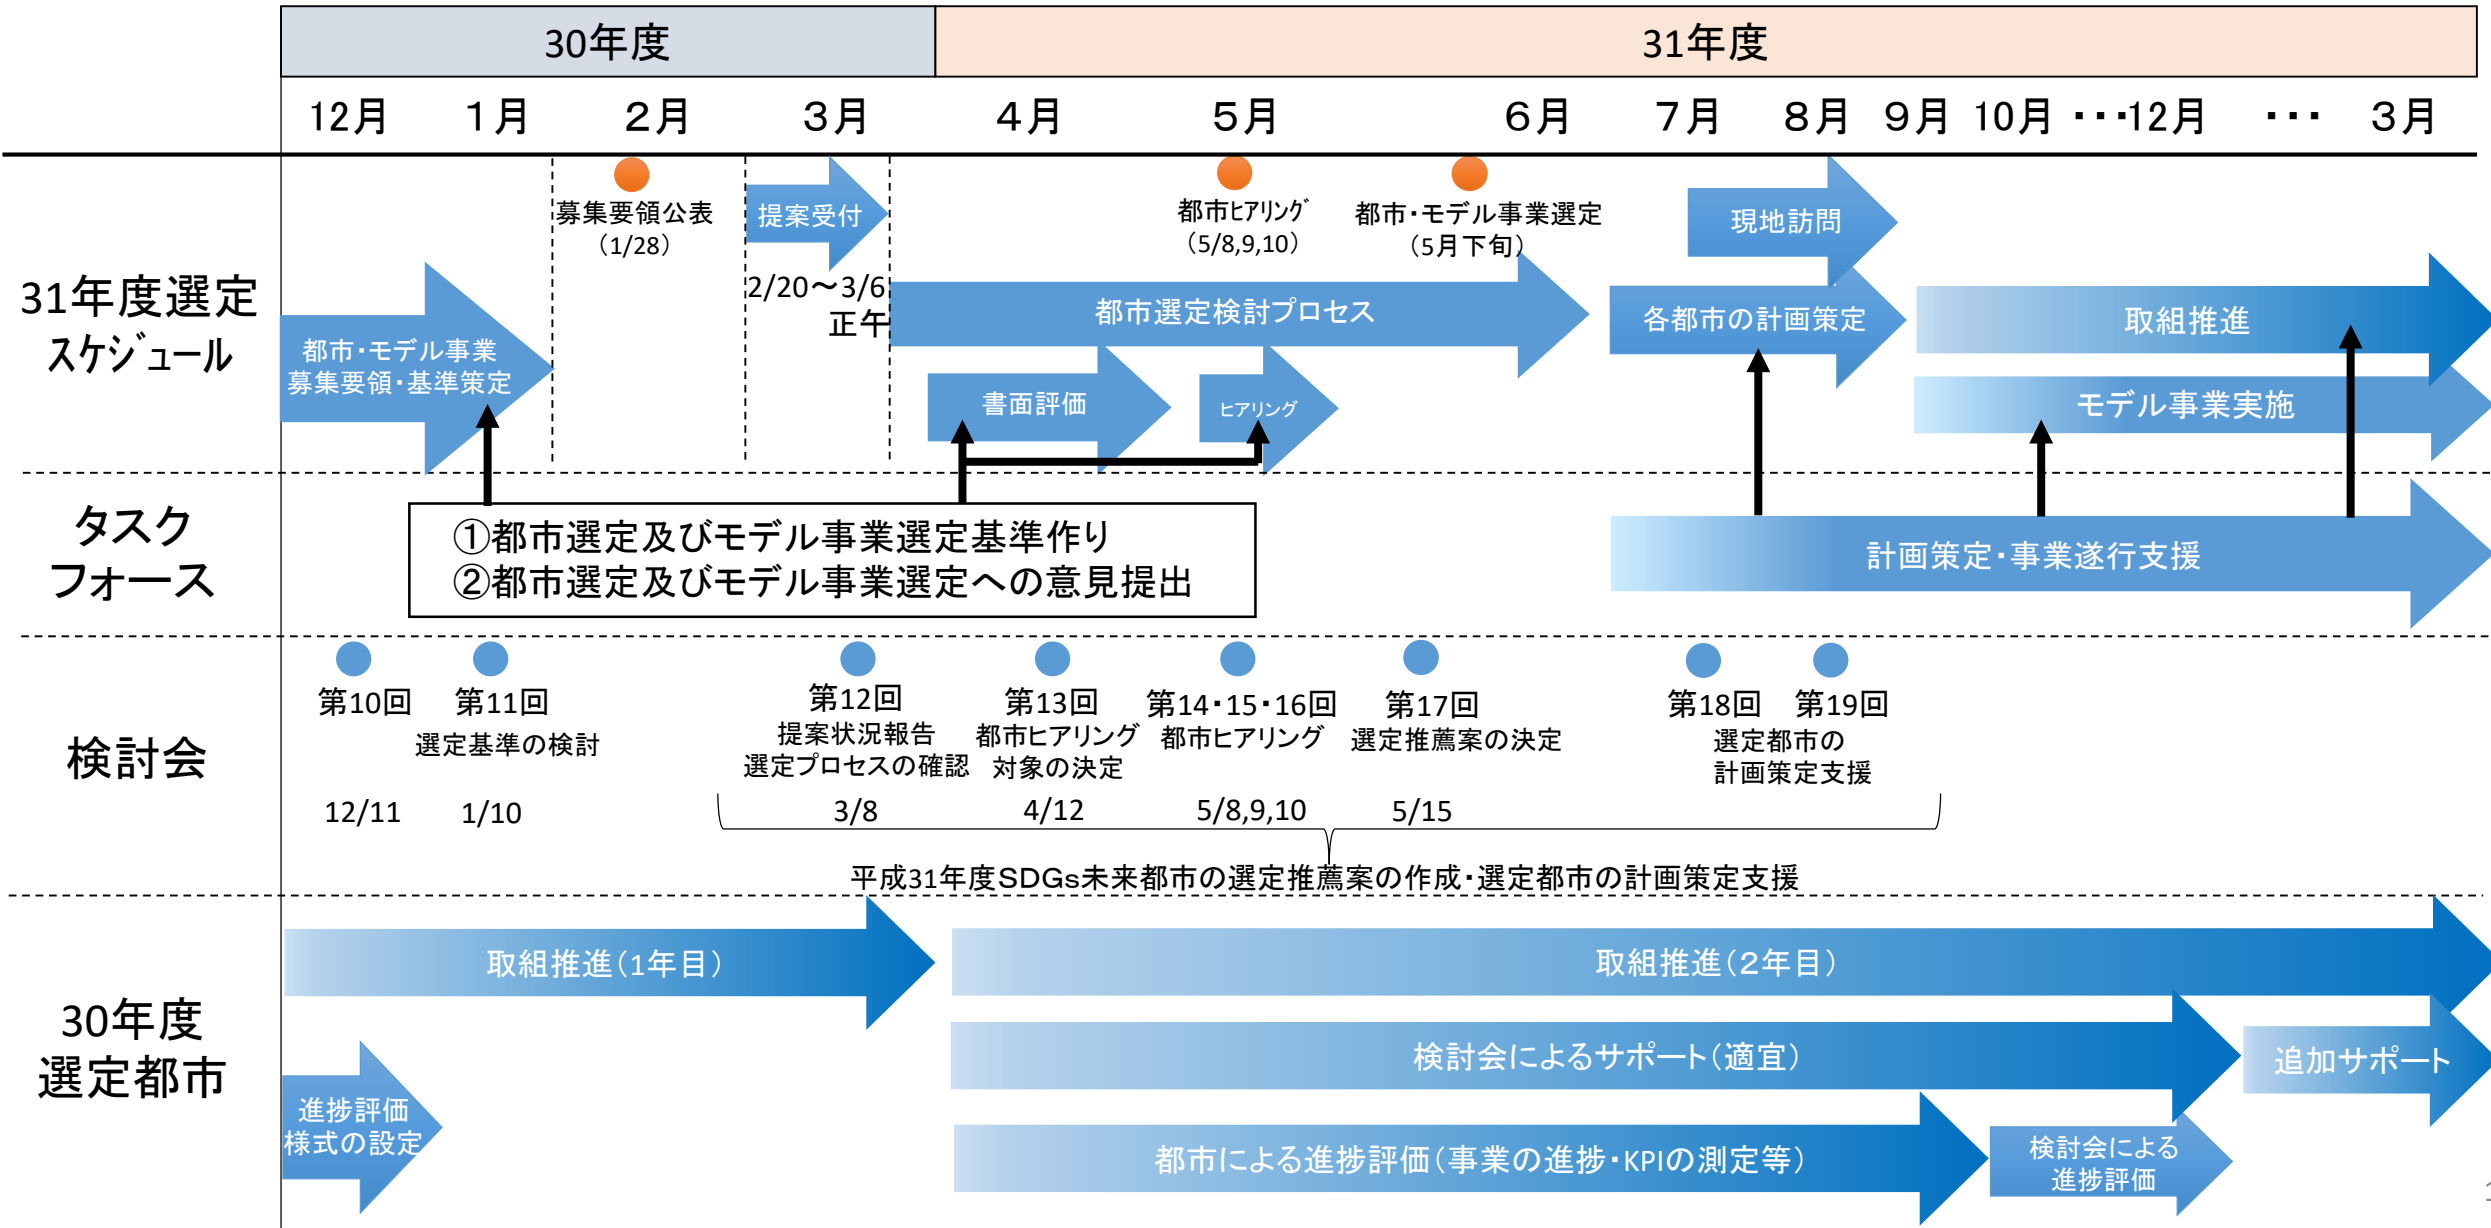 30年度
31年度
12月 1月 2月 3月 4月 5月 6月 7月 8月 9月 10月 ・・・12月 ・・・ 3月
31年度選定
スケジュール
都市・モデル事業
募集要領・基準策定
募集要領公表
（1/28）
提案受付
2/20～3/6
正午
都市ヒアリング
（5/8,9,10）
都市・モデル事業選定
（5月下旬）
都市選定検討プロセス
書面評価
ヒアリング
現地訪問
各都市の計画策定
取組推進
モデル事業実施
タスク
フォース
①都市選定及びモデル事業選定基準作り
②都市選定及びモデル事業選定への意見提出
計画策定・事業遂行支援
検討会
第10回
12/11
第11回
選定基準の検討
1/10
第12回
提案状況報告
選定プロセスの確認
3/8
第13回
都市ヒアリング
対象の決定
4/12
第14・15・16回
都市ヒアリング
5/8,9,10
第17回
選定推薦案の決定
5/15
第18回 第19回
選定都市の
計画策定支援
平成31年度SDGs未来都市の選定推薦案の作成・選定都市の計画策定支援
30年度
選定都市
取組推進（1年目）
取組推進（2年目）
検討会によるサポート（適宜）
追加サポート
進捗評価
様式の設定
都市による進捗評価（事業の進捗・KPIの測定等）
検討会による
進捗評価